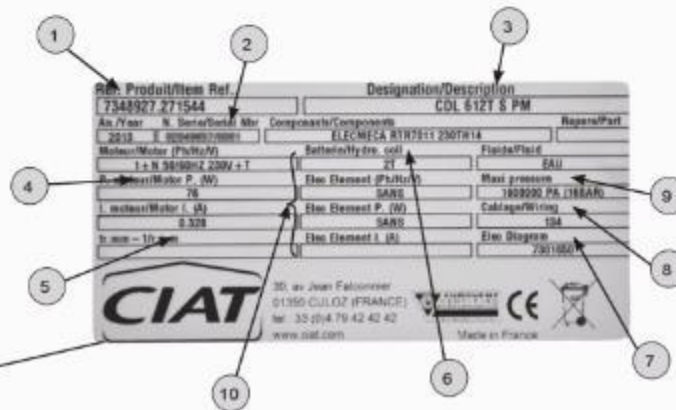 1
2
3
Ref. Produit/Item Ref. Designation/Description
7348927.271544 CDL 612T S PM
An./Year N. Serie/Serial Nbr Composants/Components Repere/Part
2013 ELECMECA RTR7011 230TH14
Moteur/Motor (Ph/Hz/V) Batterie/Hydro. coil Fluide/Fluid
1+N 50/60HZ 230V+T 2T EAU
4
P. moteur/Motor P. (W) Elec Element (Ph/Hz/V) Maxi pressure
9
76 SANS 1600000 PA (16BAR)
I. moteur/Motor I. (A) Elec Element P. (W) Cablage/Wiring
10
0.328 SANS 134
8
tr.mm - 1/r.mm Elec Element I. (A) Elec Diagram
5
CIAT
30, av Jean Falconnier
01350 CULOZ (FRANCE)
tel : 33 (0)4 79 42 42 42
www.ciat.com
CE
Made in France
6
7